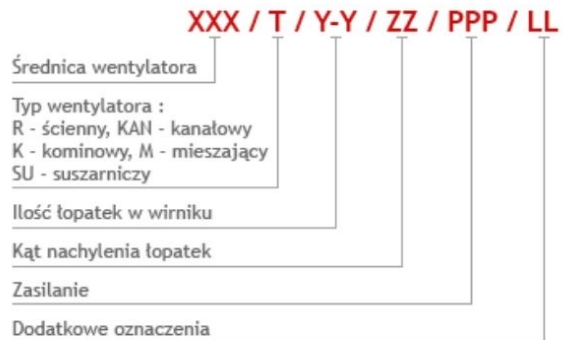 XXX / T / Y-Y / ZZ / PPP / LL
Średnica wentylatora
Typ wentylatora :
R - ścienny, KAN - kanałowy
K - kominowy, M - mieszający
SU - suszarniczy
Ilość łopatek w wirniku
Kąt nachylenia łopatek
Zasilanie
Dodatkowe oznaczenia